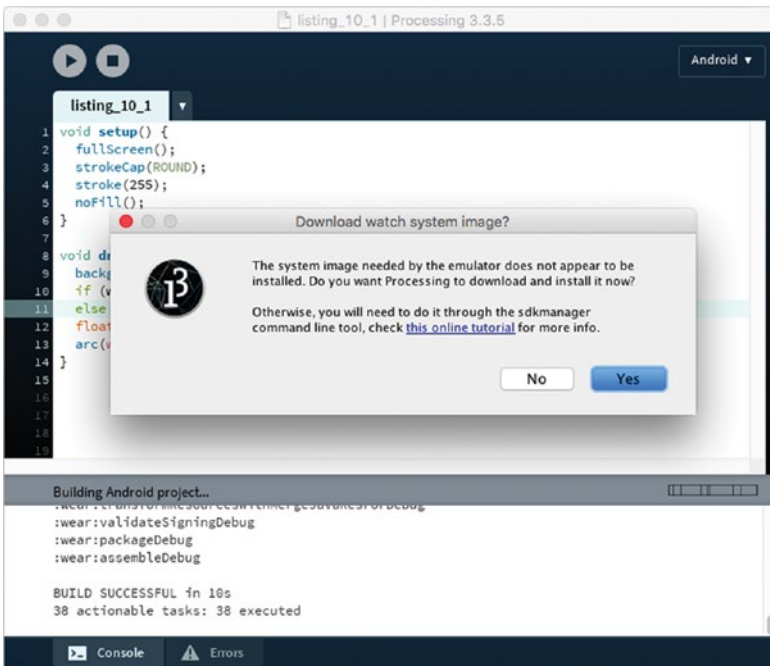 listing_10_1 | Processing 3.3.5
Android ▼
listing_10_1 ▼
1 void setup() {
2 fullScreen();
3 strokeCap(ROUND);
4 stroke(255);
5 noFill();
6 }
7
8 void
9
10 if
11 else
12
13
14 }
15
16
17
18
19
Download watch system image?
The system image needed by the emulator does not appear to be
installed. Do you want Processing to download and install it now?
Otherwise, you will need to do it through the sdkmanager
command line tool, check this online tutorial for more info.
No
Yes
Building Android project...
:wear:validateSigningDebug
:wear:packageDebug
:wear:assembleDebug
BUILD SUCCESSFUL in 10s
38 actionable tasks: 38 executed
Console
Errors